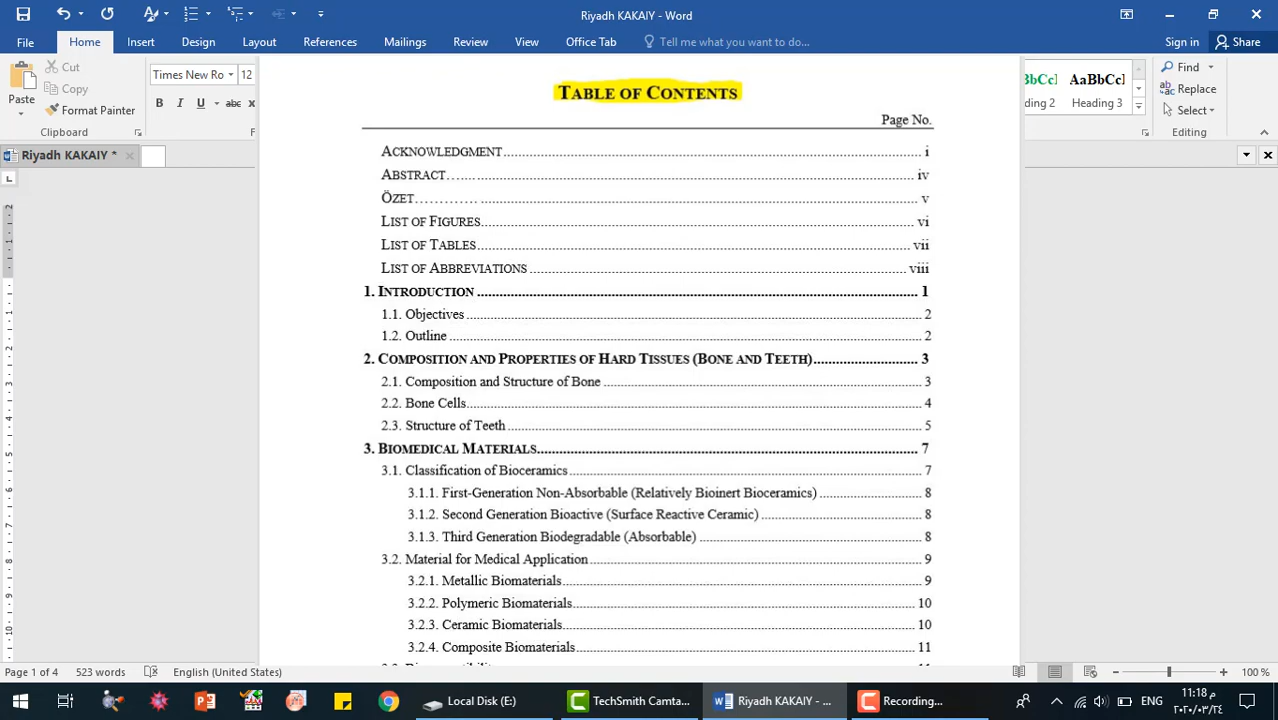 Riyadh KAKAIY - Word
File Home Insert Design Layout References Mailings Review View Office Tab Tell me what you want to do... Sign in Share
Paste
Cut
Copy
Format Painter
Clipboard
Times New Ro 12
B I U abc
Heading 3
Find
Replace
Select
Editing
Riyadh KAKAIY *
TABLE OF CONTENTS
Page No.
ACKNOWLEDGMENT i
ABSTRACT iv
ÖZET v
LIST OF FIGURES vi
LIST OF TABLES vii
LIST OF ABBREVIATIONS viii
1. INTRODUCTION 1
1.1. Objectives 2
1.2. Outline 2
2. COMPOSITION AND PROPERTIES OF HARD TISSUES (BONE AND TEETH) 3
2.1. Composition and Structure of Bone 3
2.2. Bone Cells 4
2.3. Structure of Teeth 5
3. BIOMEDICAL MATERIALS 7
3.1. Classification of Bioceramics 7
3.1.1. First-Generation Non-Absorbable (Relatively Bioinert Bioceramics) 8
3.1.2. Second Generation Bioactive (Surface Reactive Ceramic) 8
3.1.3. Third Generation Biodegradable (Absorbable) 8
3.2. Material for Medical Application 9
3.2.1. Metallic Biomaterials 9
3.2.2. Polymeric Biomaterials 10
3.2.3. Ceramic Biomaterials 10
3.2.4. Composite Biomaterials 11
Page 1 of 4 523 words English (United States) 100 %
Local Disk (E:) TechSmith Camta... Riyadh KAKAIY - ... Recording... ENG
11:18 م
٢٠٢٠/٠٣/٢٤